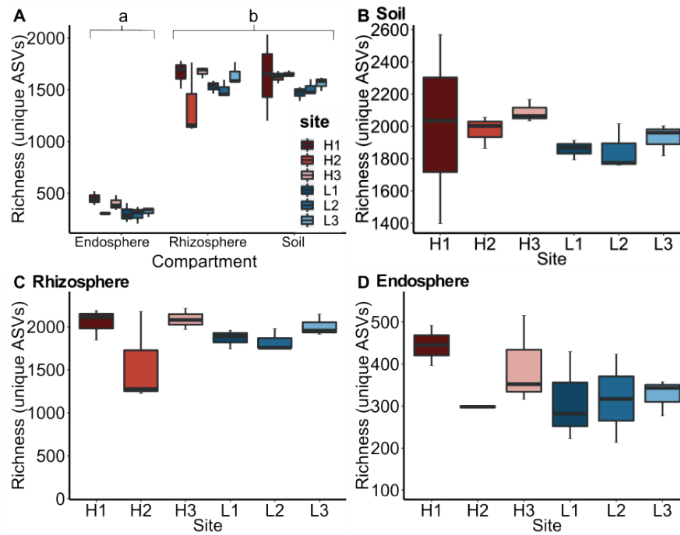 A
a
b
Richness (unique ASVs)
2000
1500
1000
500
site
H1
H2
H3
L1
L2
L3
Endosphere Rhizosphere Soil
Compartment
B Soil
Richness (unique ASVs)
2600
2400
2200
2000
1800
1600
1400
H1 H2 H3 L1 L2 L3
Site
C Rhizosphere
Richness (unique ASVs)
2000
1500
1000
500
0
H1 H2 H3 L1 L2 L3
Site
D Endosphere
Richness (unique ASVs)
500
400
300
200
100
H1 H2 H3 L1 L2 L3
Site